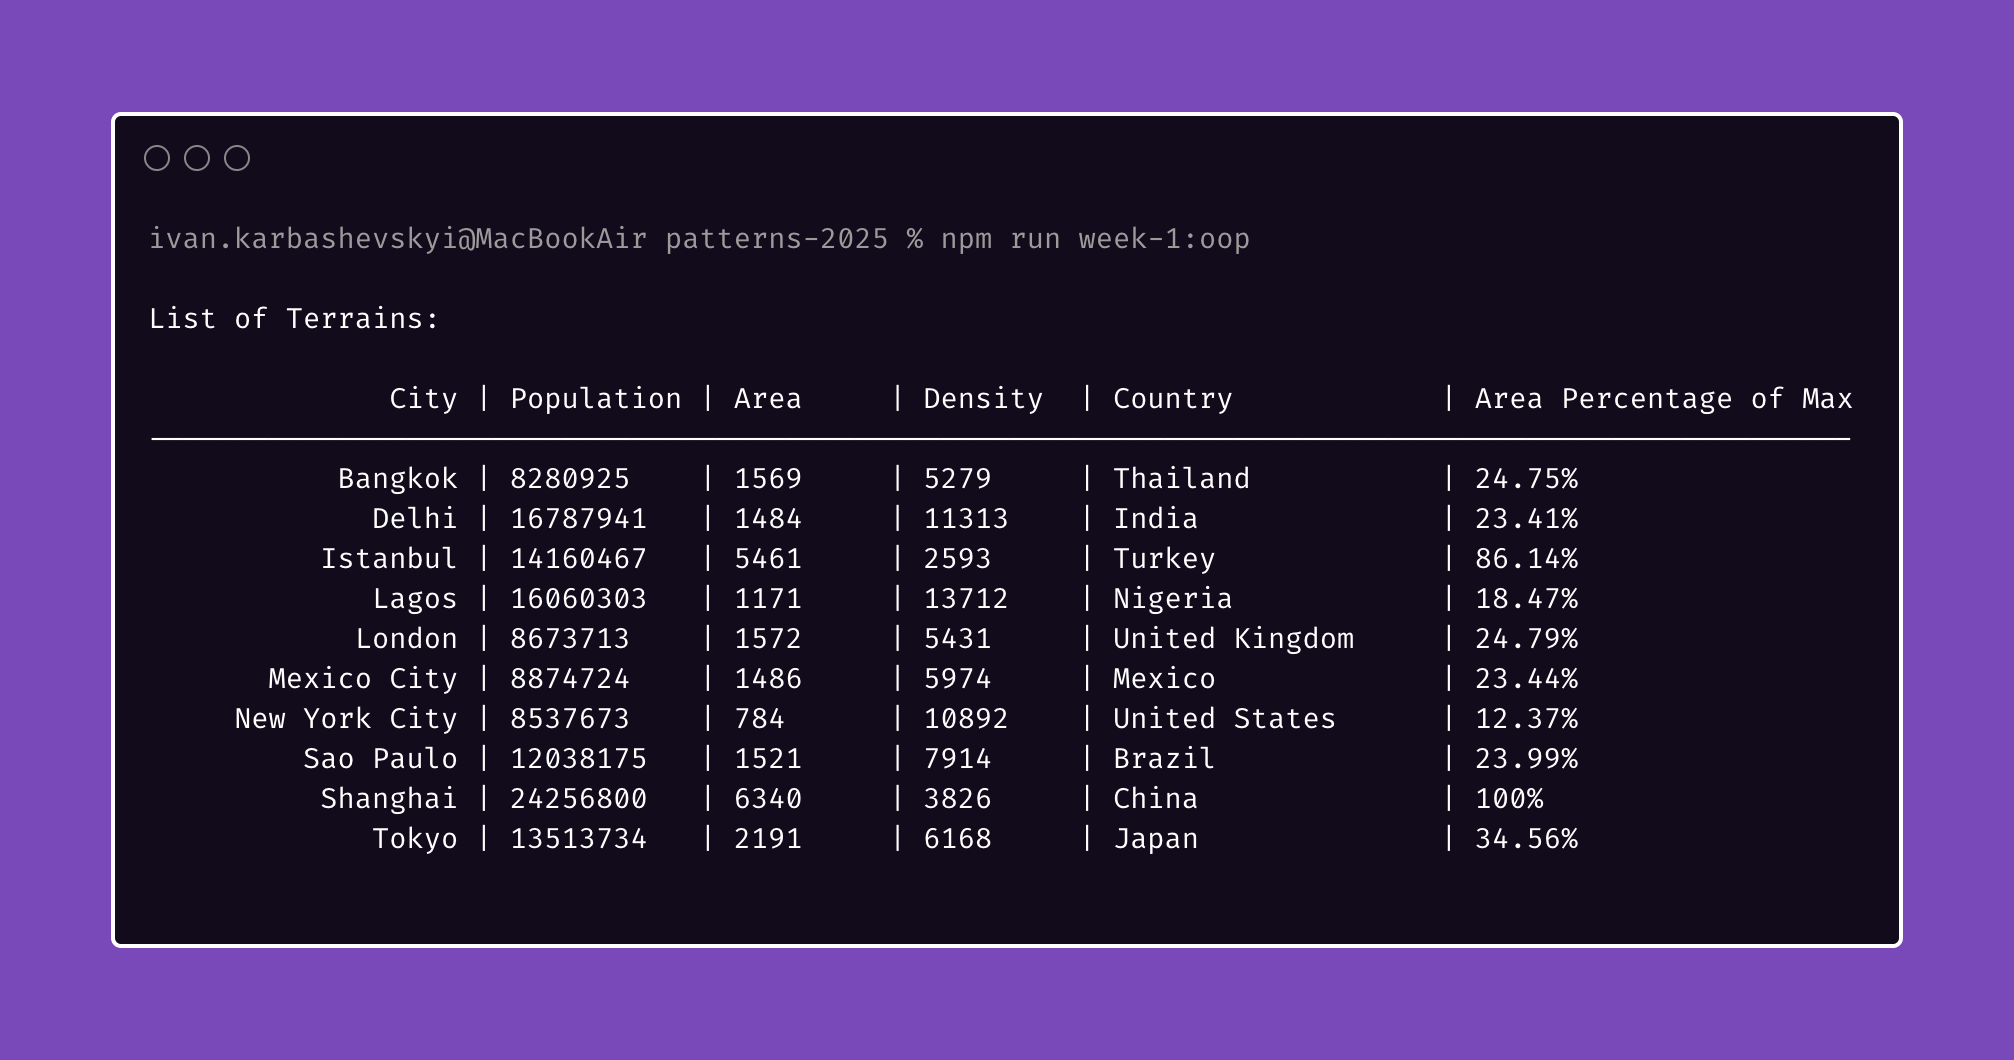 ivan.karbashevskyi@MacBookAir patterns-2025 % npm run week-1:oop
List of Terrains:
City | Population | Area | Density | Country | Area Percentage of Max
Bangkok | 8280925 | 1569 | 5279 | Thailand | 24.75%
Delhi | 16787941 | 1484 | 11313 | India | 23.41%
Istanbul | 14160467 | 5461 | 2593 | Turkey | 86.14%
Lagos | 16060303 | 1171 | 13712 | Nigeria | 18.47%
London | 8673713 | 1572 | 5431 | United Kingdom | 24.79%
Mexico City | 8874724 | 1486 | 5974 | Mexico | 23.44%
New York City | 8537673 | 784 | 10892 | United States | 12.37%
Sao Paulo | 12038175 | 1521 | 7914 | Brazil | 23.99%
Shanghai | 24256800 | 6340 | 3826 | China | 100%
Tokyo | 13513734 | 2191 | 6168 | Japan | 34.56%